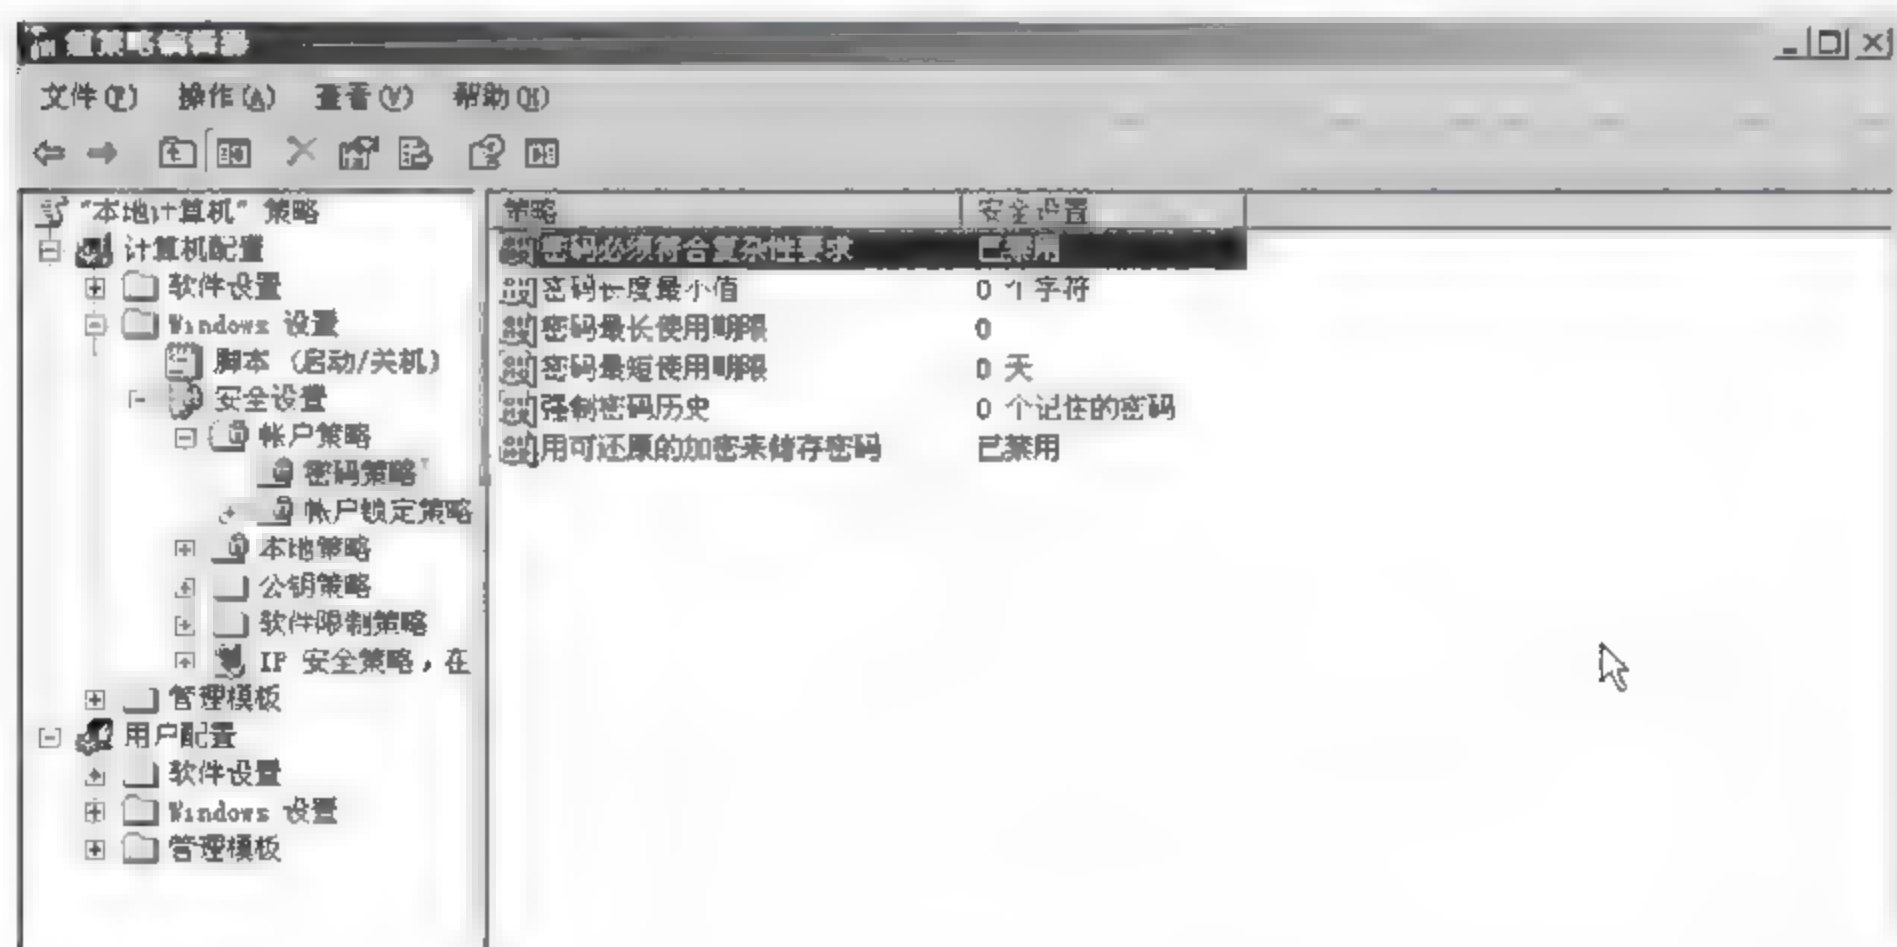 组策略编辑器
文件(F) 操作(A) 查看(V) 帮助(H)
"本地计算机" 策略
计算机配置
软件设置
Windows 设置
脚本 (启动/关机)
安全设置
帐户策略
密码策略
帐户锁定策略
本地策略
公钥策略
软件限制策略
IP 安全策略，在
管理模板
用户配置
软件设置
Windows 设置
管理模板
策略 安全设置
密码必须符合复杂性要求 已禁用
密码长度最小值 0 个字符
密码最长使用期限 0
密码最短使用期限 0 天
强制密码历史 0 个记住的密码
用可还原的加密来储存密码 已禁用